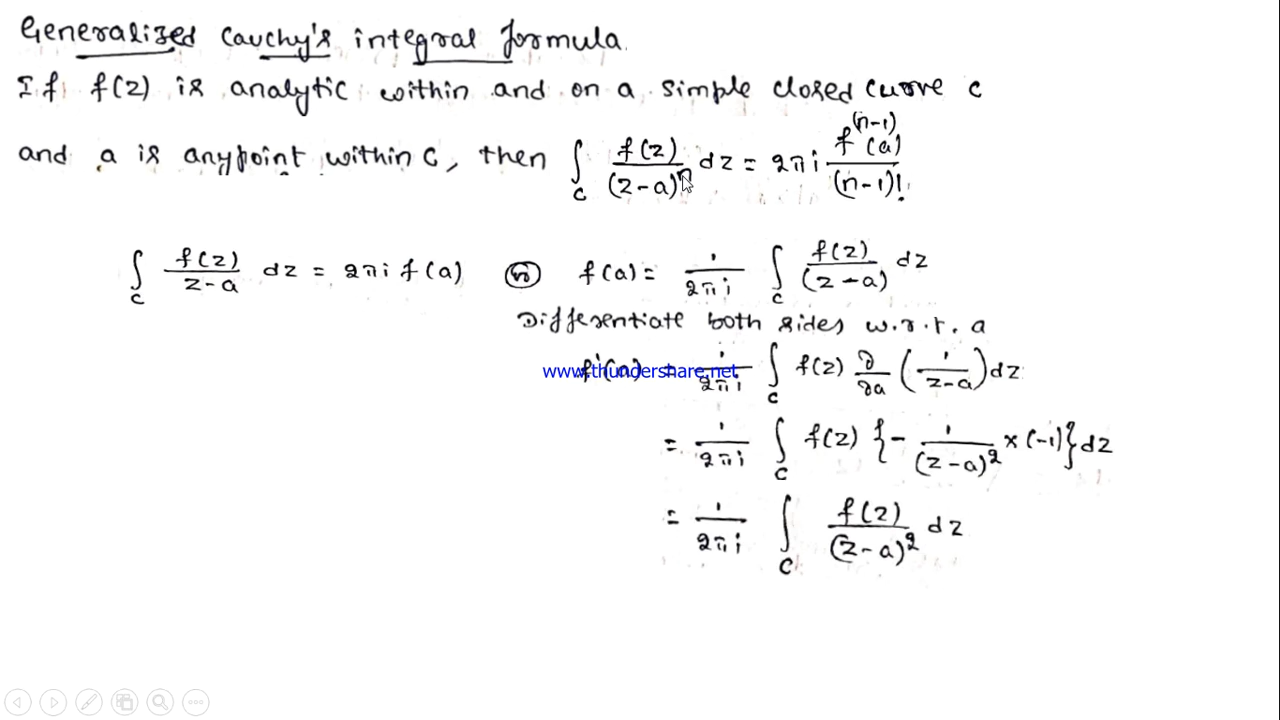 Generalized Cauchy's integral formula
If f(z) is analytic within and on a simple closed curve c
and a is any point within C, then ∫_C f(z)/(z-a)^n dz = 2πi f^(n-1)(a)/(n-1)!
∫_C f(z)/(z-a) dz = 2πi f(a) f(a) = 1/(2πi) ∫_C f(z)/(z-a) dz
Differentiate both sides w.r.t. a
f'(a) = 1/(2πi) ∫_C f(z) ∂/∂a (1/(z-a)) dz
www.thundershare.net
= 1/(2πi) ∫_C f(z) {- 1/(z-a)^2 × (-1)} dz
= 1/(2πi) ∫_C f(z)/(z-a)^2 dz